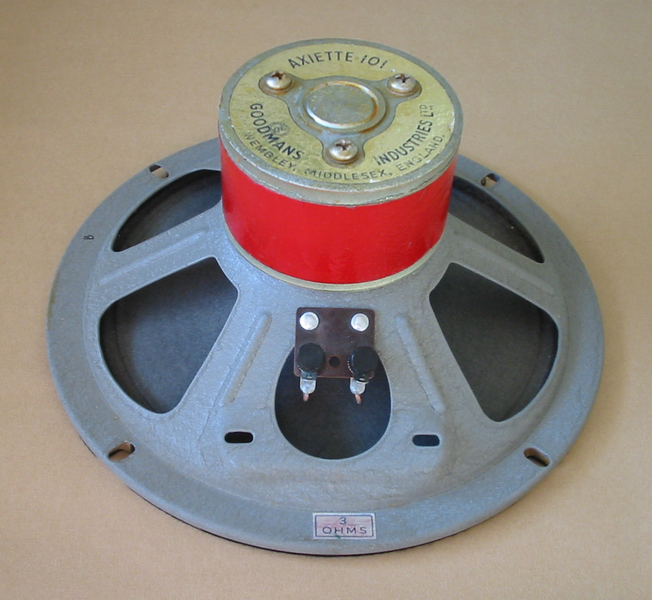 AXIETTE·101
GOODMANS INDUSTRIES LTD.
WEMBLEY, MIDDLESEX, ENGLAND.
3
OHMS